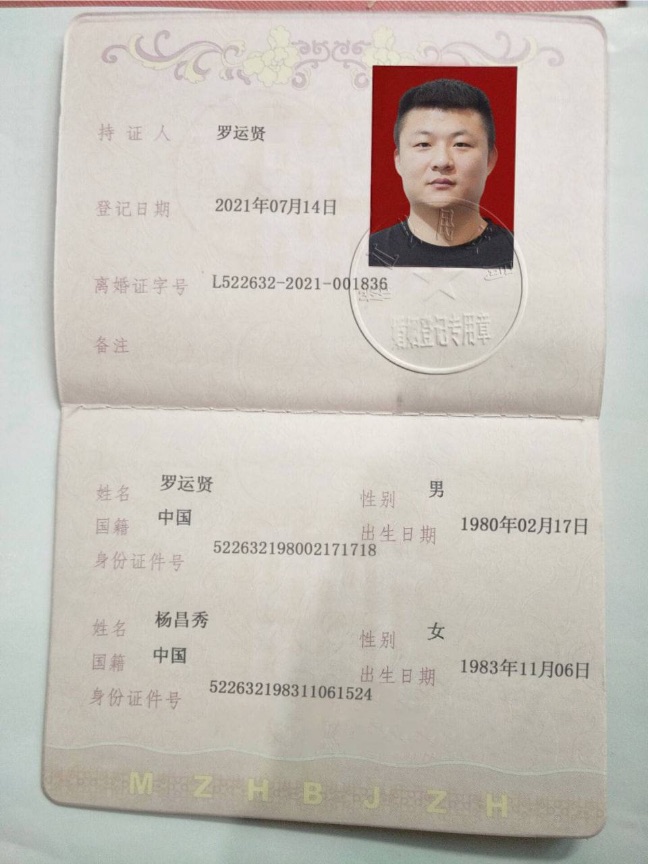 持证人 罗运贤
登记日期 2021年07月14日
离婚证字号 L522632-2021-001836
备注
登记专用章
姓名 罗运贤 性别 男
国籍 中国 出生日期 1980年02月17日
身份证件号 522632198002171718
姓名 杨昌秀 性别 女
国籍 中国 出生日期 1983年11月06日
身份证件号 522632198311061524
MZHBJZH